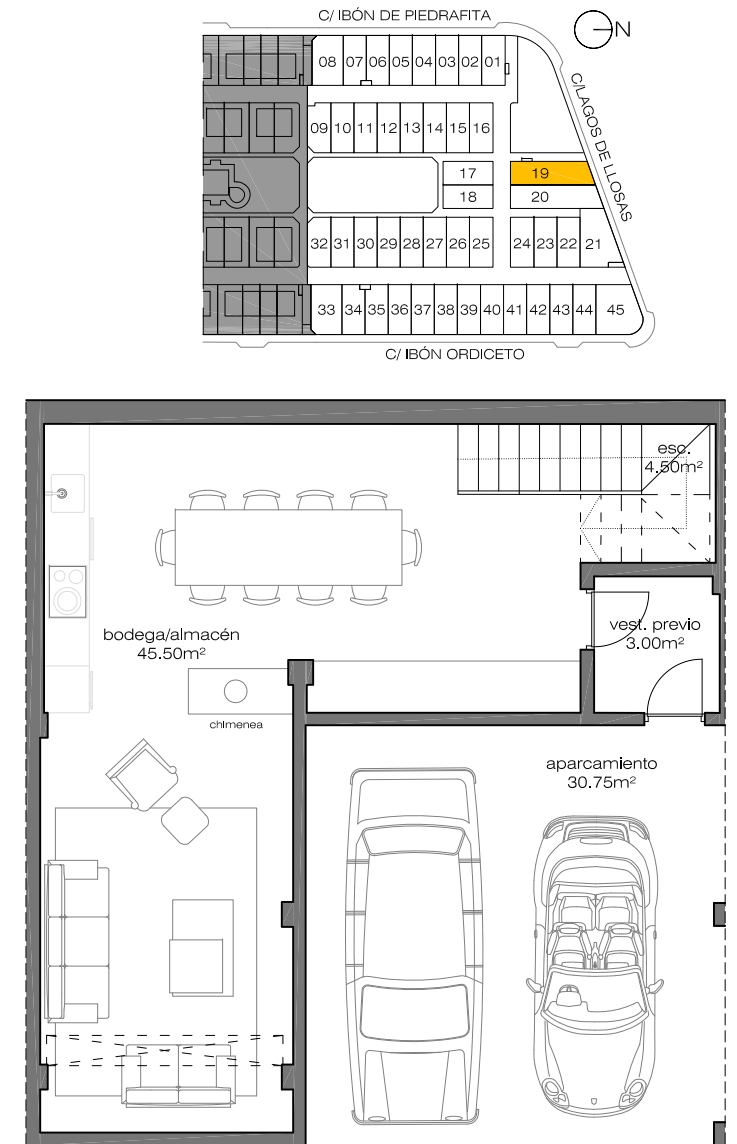 C/ IBÓN DE PIEDRAFITA
N
08 07 06 05 04 03 02 01
C/LAGOS DE LLOSAS
09 10 11 12 13 14 15 16
17 19
18 20
32 31 30 29 28 27 26 25 24 23 22 21
33 34 35 36 37 38 39 40 41 42 43 44 45
C/ IBÓN ORDICETO
esc.
4.50m²
vest. previo
3.00m²
bodega/almacén
45.50m²
chimenea
aparcamiento
30.75m²